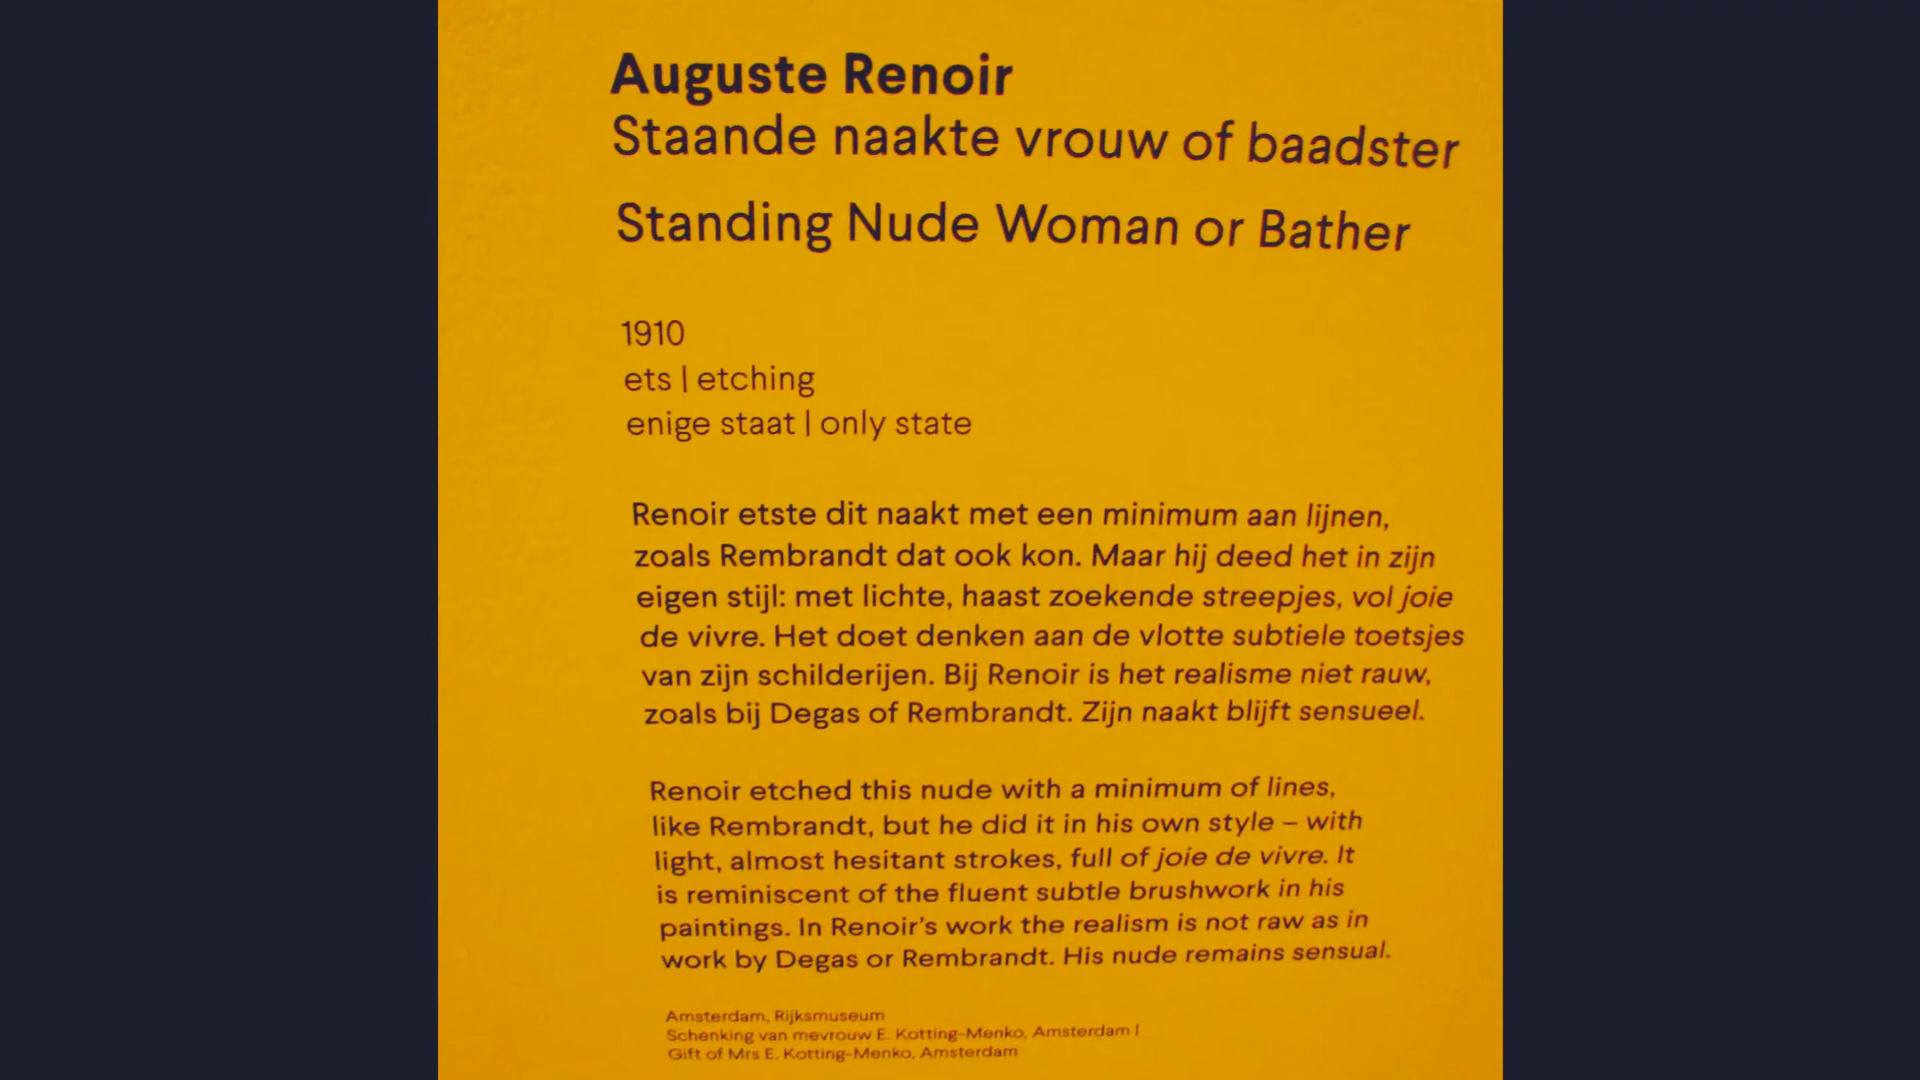 Auguste Renoir
Staande naakte vrouw of baadster
Standing Nude Woman or Bather
1910
ets | etching
enige staat | only state
Renoir etste dit naakt met een minimum aan lijnen,
zoals Rembrandt dat ook kon. Maar hij deed het in zijn
eigen stijl: met lichte, haast zoekende streepjes, vol joie
de vivre. Het doet denken aan de vlotte subtiele toetsjes
van zijn schilderijen. Bij Renoir is het realisme niet rauw,
zoals bij Degas of Rembrandt. Zijn naakt blijft sensueel.
Renoir etched this nude with a minimum of lines,
like Rembrandt, but he did it in his own style – with
light, almost hesitant strokes, full of joie de vivre. It
is reminiscent of the fluent subtle brushwork in his
paintings. In Renoir's work the realism is not raw as in
work by Degas or Rembrandt. His nude remains sensual.
Amsterdam, Rijksmuseum
Schenking van mevrouw E. Kotting-Menko, Amsterdam |
Gift of Mrs E. Kotting-Menko, Amsterdam